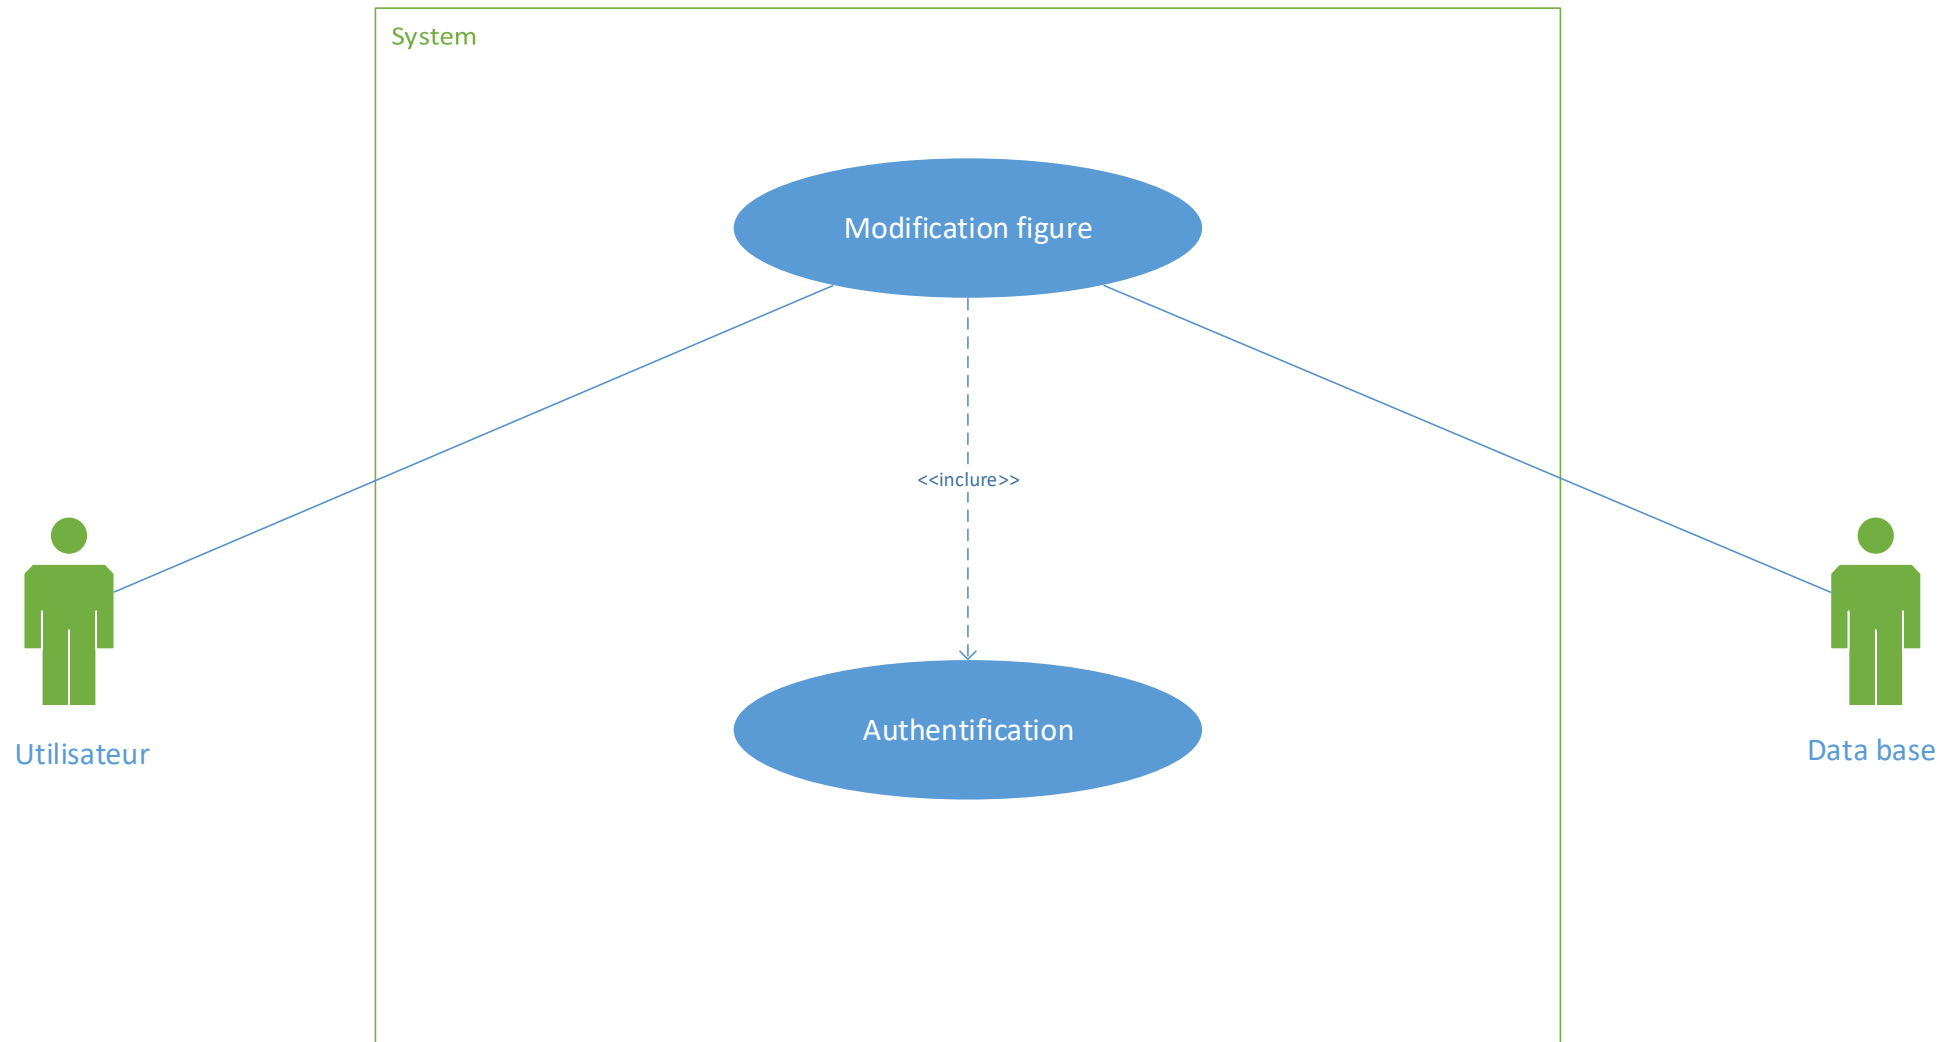 System
Modification figure
<<inclure>>
Authentification
Utilisateur
Data base